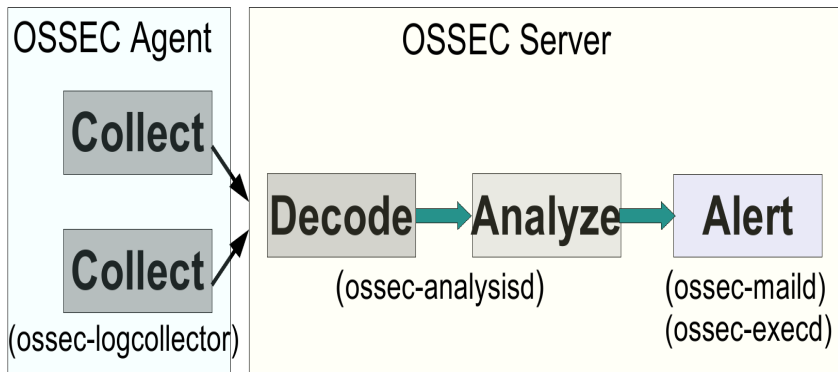 OSSEC Agent
OSSEC Server
Collect
Collect
(ossec-logcollector)
Decode
Analyze
Alert
(ossec-analysisd)
(ossec-maild)
(ossec-execd)